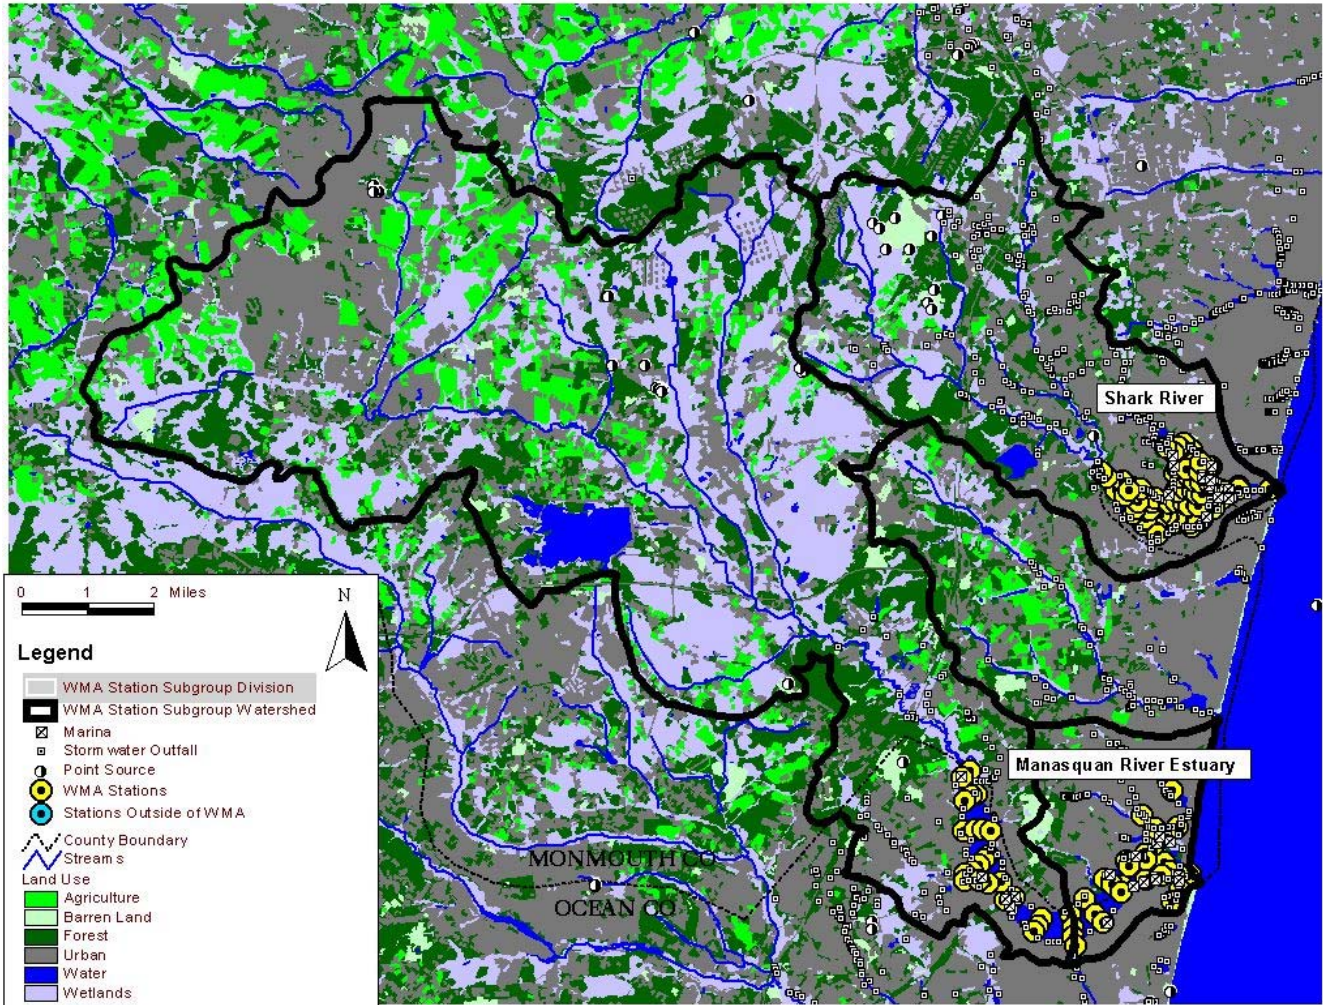 Shark River
Manasquan River Estuary
MONMOUTH CO
OCEAN CO
0 1 2 Miles
N
Legend
WMA Station Subgroup Division
WMA Station Subgroup Watershed
Marina
Stormwater Outfall
Point Source
WMA Stations
Stations Outside of WMA
County Boundary
Streams
Land Use
Agriculture
Barren Land
Forest
Urban
Water
Wetlands